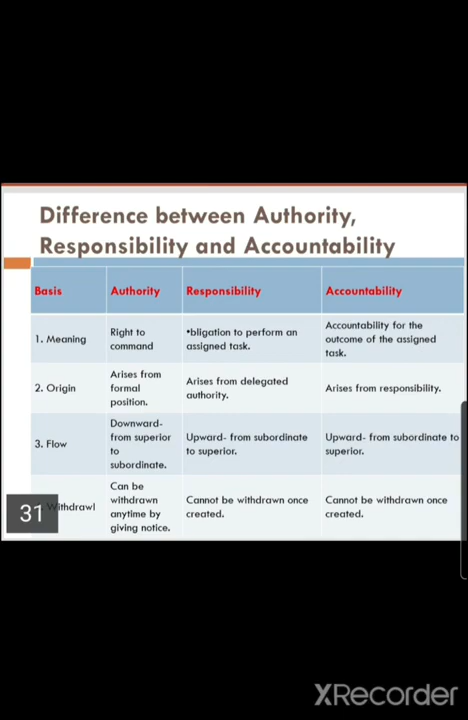 Difference between Authority,
Responsibility and Accountability
Basis Authority Responsibility Accountability
1. Meaning
Right to
command
•bligation to perform an
assigned task.
Accountability for the
outcome of the assigned
task.
2. Origin
Arises from
formal
position.
Arises from delegated
authority.
Arises from responsibility.
3. Flow
Downward-
from superior
to
subordinate.
Upward- from subordinate
to superior.
Upward- from subordinate to
superior.
Withdrawl
Can be
withdrawn
anytime by
giving notice.
Cannot be withdrawn once
created.
Cannot be withdrawn once
created.
31
XRecorder